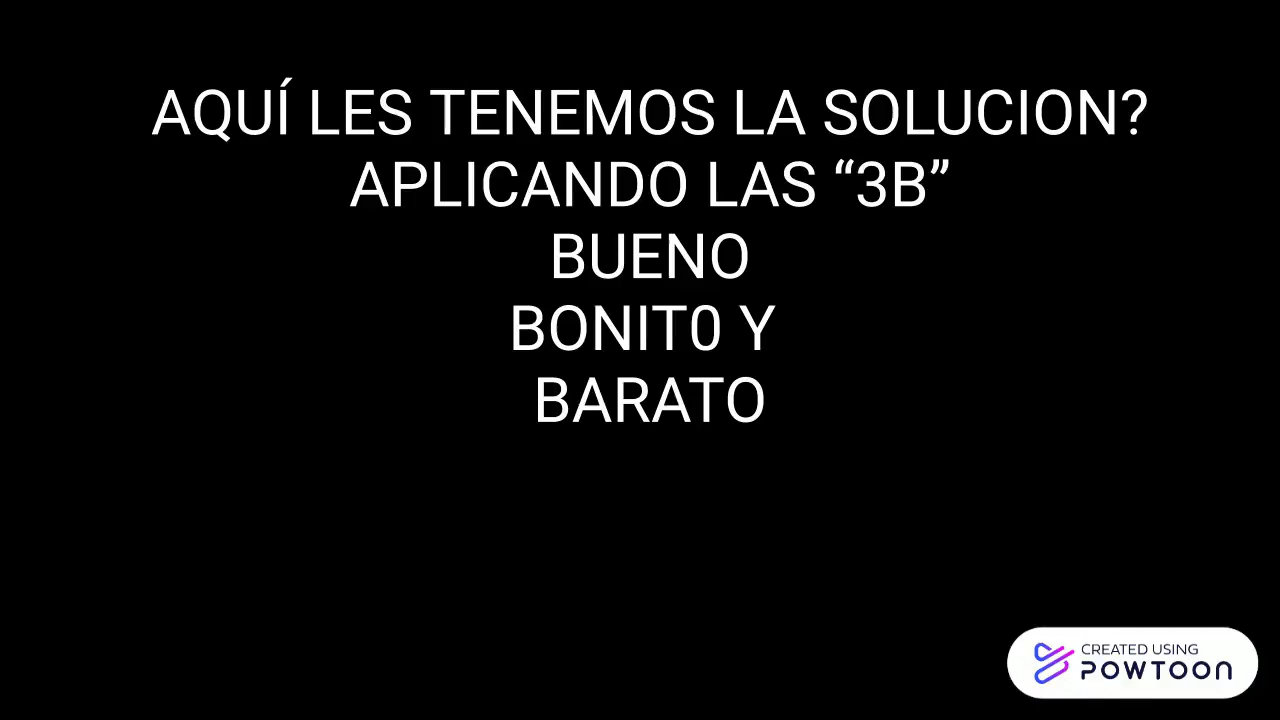 AQUÍ LES TENEMOS LA SOLUCION?
APLICANDO LAS “3B”
BUENO
BONIT0 Y
BARATO
CREATED USING
POWTOON